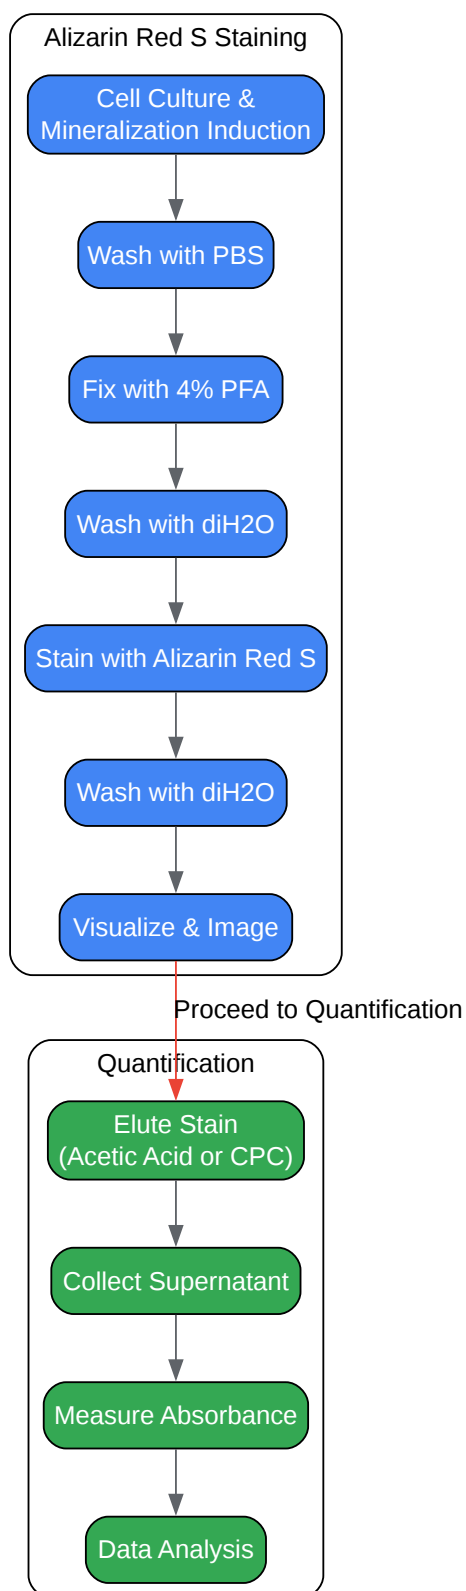 Alizarin Red S Staining
Cell Culture &
Mineralization Induction
Wash with PBS
Fix with 4% PFA
Wash with diH2O
Stain with Alizarin Red S
Wash with diH2O
Visualize & Image
Proceed to Quantification
Quantification
Elute Stain
(Acetic Acid or CPC)
Collect Supernatant
Measure Absorbance
Data Analysis